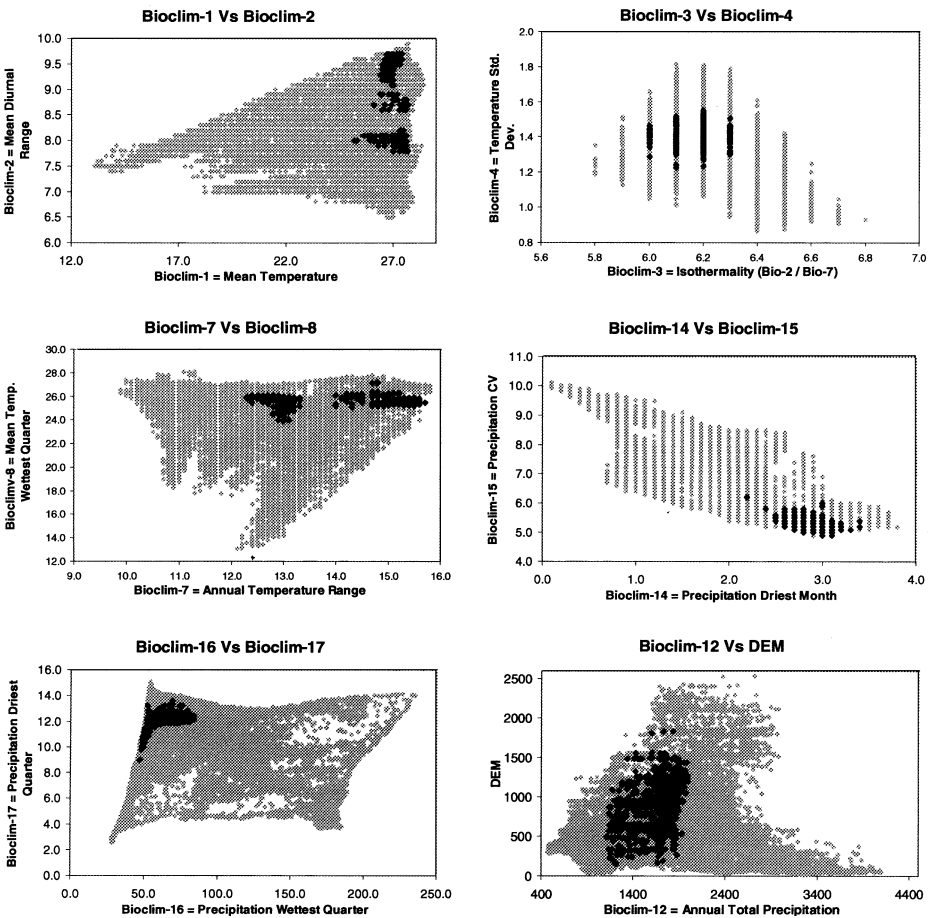 Bioclim-1 Vs Bioclim-2
10.0
9.5
9.0
8.5
8.0
7.5
7.0
6.5
6.0
12.0 17.0 22.0 27.0
Bioclim-2 = Mean Diurnal
Range
Bioclim-1 = Mean Temperature
Bioclim-3 Vs Bioclim-4
2.0
1.8
1.6
1.4
1.2
1.0
0.8
5.6 5.8 6.0 6.2 6.4 6.6 6.8 7.0
Bioclim-4 = Temperature Std.
Dev.
Bioclim-3 = Isothermality (Bio-2 / Bio-7)
Bioclim-7 Vs Bioclim-8
30.0
28.0
26.0
24.0
22.0
20.0
18.0
16.0
14.0
12.0
9.0 10.0 11.0 12.0 13.0 14.0 15.0 16.0
Bioclimv-8 = Mean Temp.
Wettest Quarter
Bioclim-7 = Annual Temperature Range
Bioclim-14 Vs Bioclim-15
11.0
10.0
9.0
8.0
7.0
6.0
5.0
4.0
0.0 1.0 2.0 3.0 4.0
Bioclim-15 = Precipitation CV
Bioclim-14 = Precipitation Driest Month
Bioclim-16 Vs Bioclim-17
16.0
14.0
12.0
10.0
8.0
6.0
4.0
2.0
0.0
0.0 50.0 100.0 150.0 200.0 250.0
Bioclim-17 = Precipitation Driest
Quarter
Bioclim-16 = Precipitation Wettest Quarter
Bioclim-12 Vs DEM
2500
2000
1500
1000
500
0
400 1400 2400 3400 4400
DEM
Bioclim-12 = Annual Total Precipitation